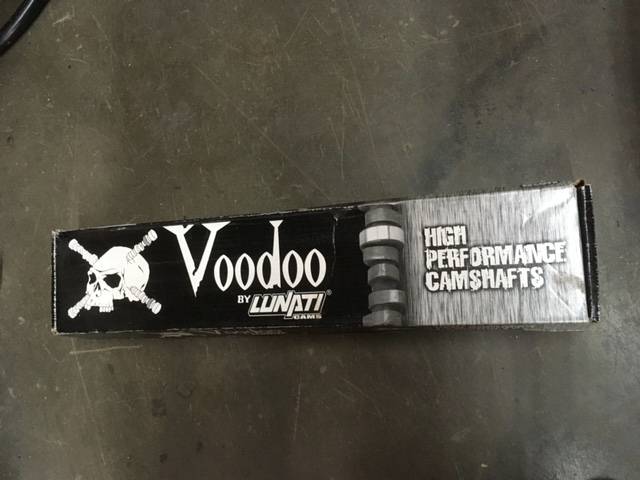 Voodoo
BY LUNATI®
CAMS
HIGH
PERFORMANCE
CAMSHAFTS